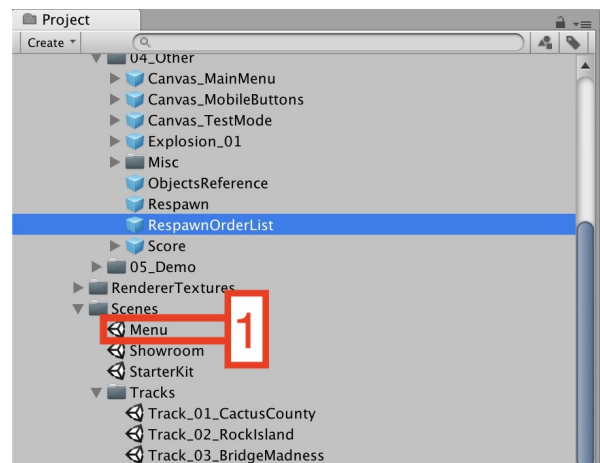 Project
Create
04_Other
Canvas_MainMenu
Canvas_MobileButtons
Canvas_TestMode
Explosion_01
Misc
ObjectsReference
Respawn
RespawnOrderList
Score
05_Demo
RendererTextures
Scenes
Menu
1
Showroom
StarterKit
Tracks
Track_01_CactusCounty
Track_02_RockIsland
Track_03_BridgeMadness